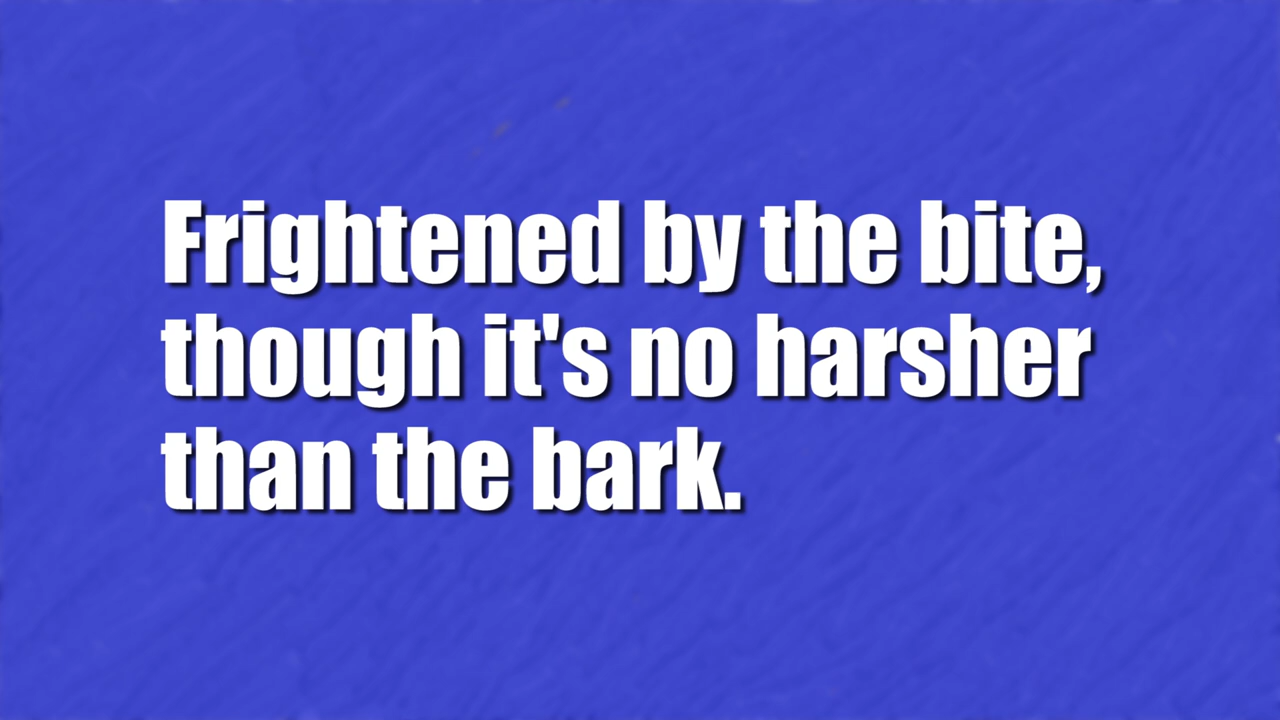 Frightened by the bite,
though it's no harsher
than the bark.